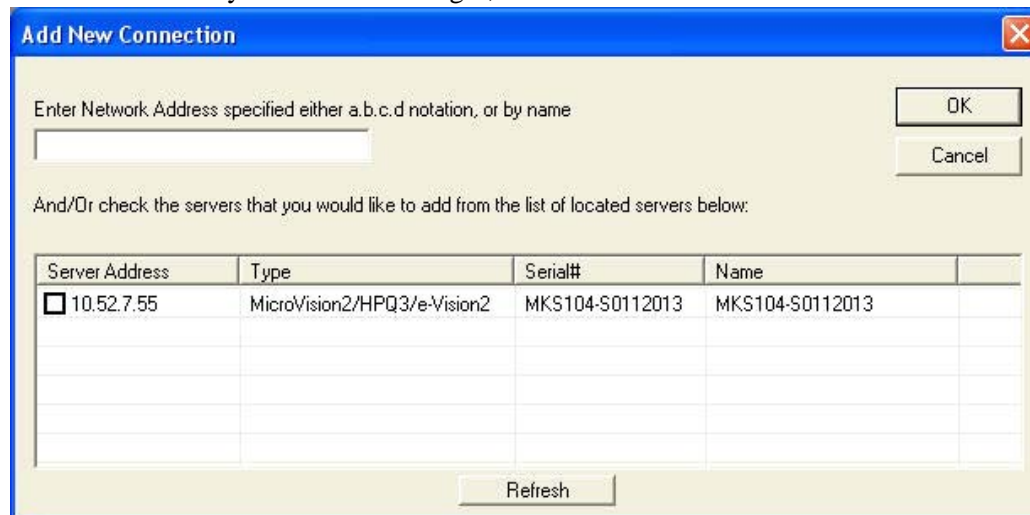 Add New Connection
Enter Network Address specified either a.b.c.d notation, or by name
OK
Cancel
And/Or check the servers that you would like to add from the list of located servers below:
Server Address Type Serial# Name
10.52.7.55 MicroVision2/HPQ3/e-Vision2 MKS104-S0112013 MKS104-S0112013
Refresh